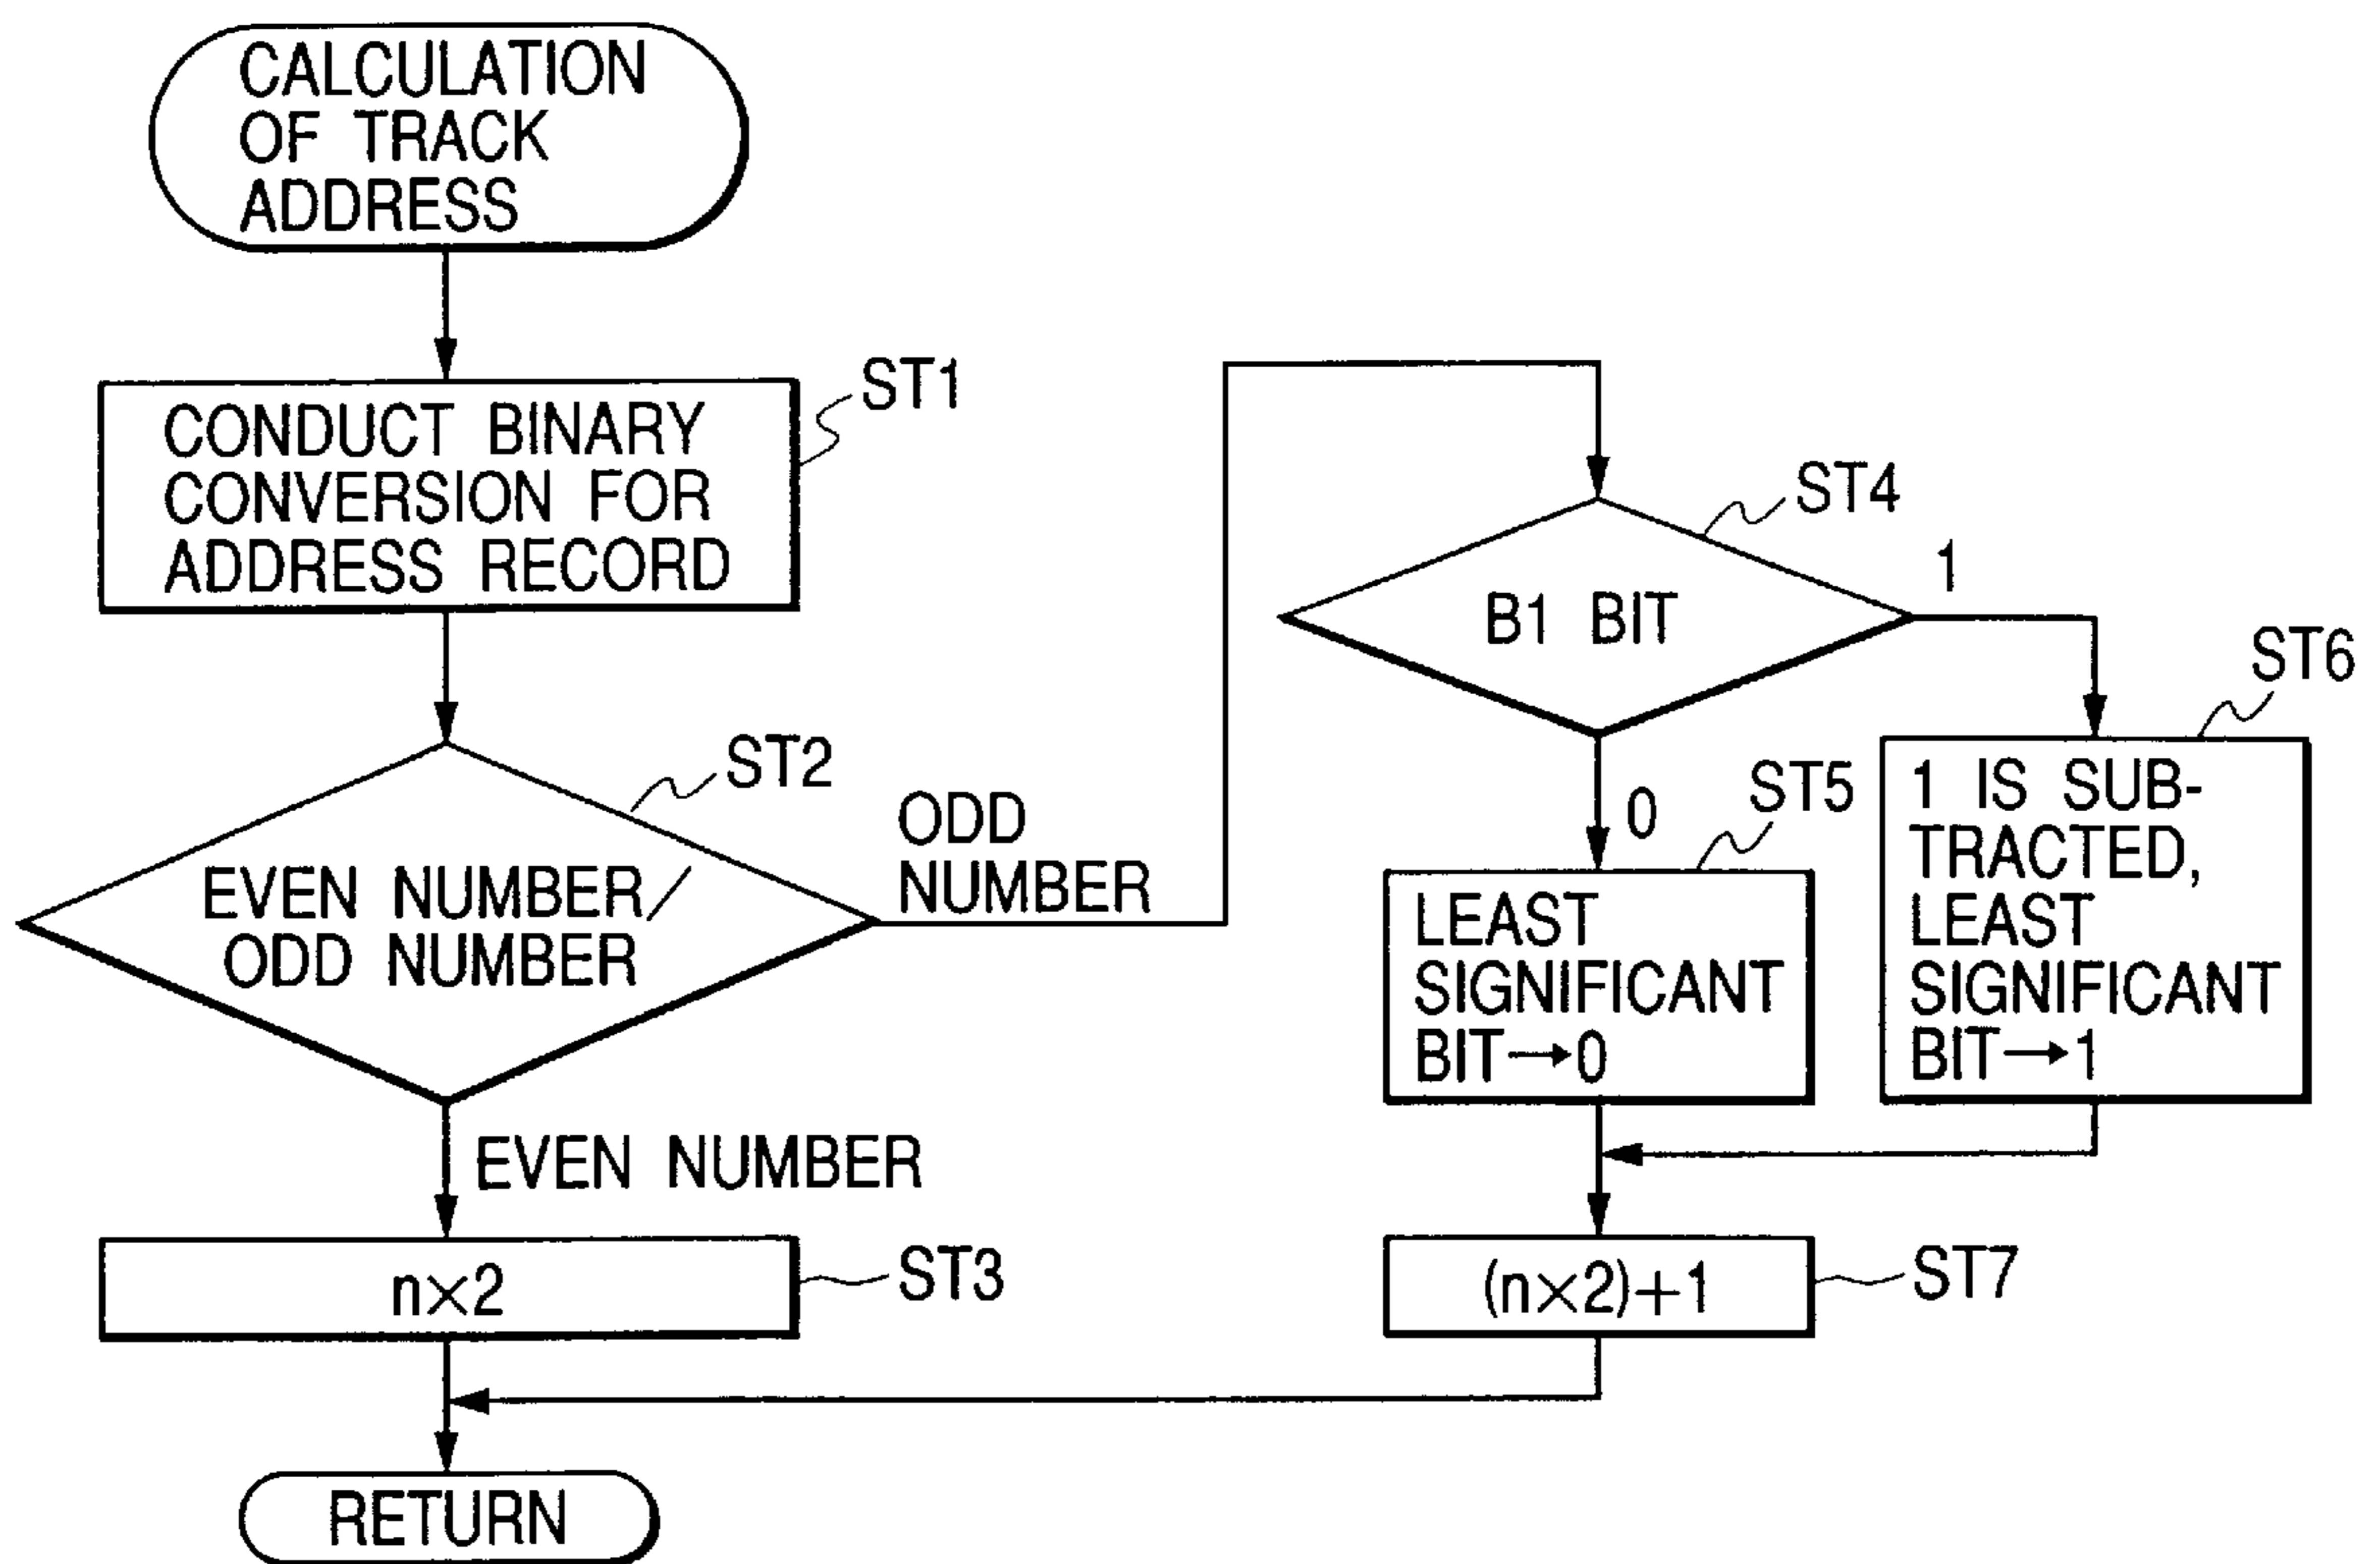 CALCULATION
OF TRACK
ADDRESS
ST1
CONDUCT BINARY
CONVERSION FOR
ADDRESS RECORD
ST2
EVEN NUMBER/
ODD NUMBER
ODD
NUMBER
EVEN NUMBER
n×2
ST3
RETURN
ST4
B1 BIT
1
0
ST5
LEAST
SIGNIFICANT
BIT→0
ST6
1 IS SUB-
TRACTED,
LEAST
SIGNIFICANT
BIT→1
(n×2)+1
ST7